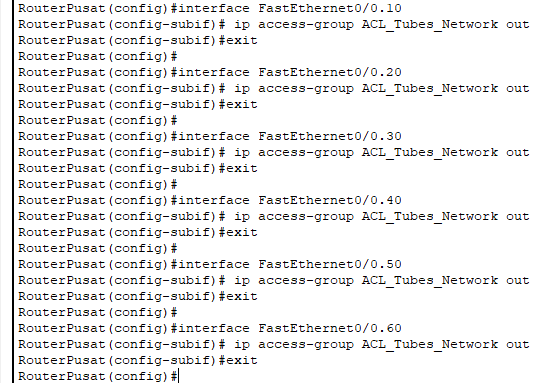 RouterPusat(config)#interface FastEthernet0/0.10
RouterPusat(config-subif)# ip access-group ACL_Tubes_Network out
RouterPusat(config-subif)#exit
RouterPusat(config)#
RouterPusat(config)#interface FastEthernet0/0.20
RouterPusat(config-subif)# ip access-group ACL_Tubes_Network out
RouterPusat(config-subif)#exit
RouterPusat(config)#
RouterPusat(config)#interface FastEthernet0/0.30
RouterPusat(config-subif)# ip access-group ACL_Tubes_Network out
RouterPusat(config-subif)#exit
RouterPusat(config)#
RouterPusat(config)#interface FastEthernet0/0.40
RouterPusat(config-subif)# ip access-group ACL_Tubes_Network out
RouterPusat(config-subif)#exit
RouterPusat(config)#
RouterPusat(config)#interface FastEthernet0/0.50
RouterPusat(config-subif)# ip access-group ACL_Tubes_Network out
RouterPusat(config-subif)#exit
RouterPusat(config)#
RouterPusat(config)#interface FastEthernet0/0.60
RouterPusat(config-subif)# ip access-group ACL_Tubes_Network out
RouterPusat(config-subif)#exit
RouterPusat(config)#